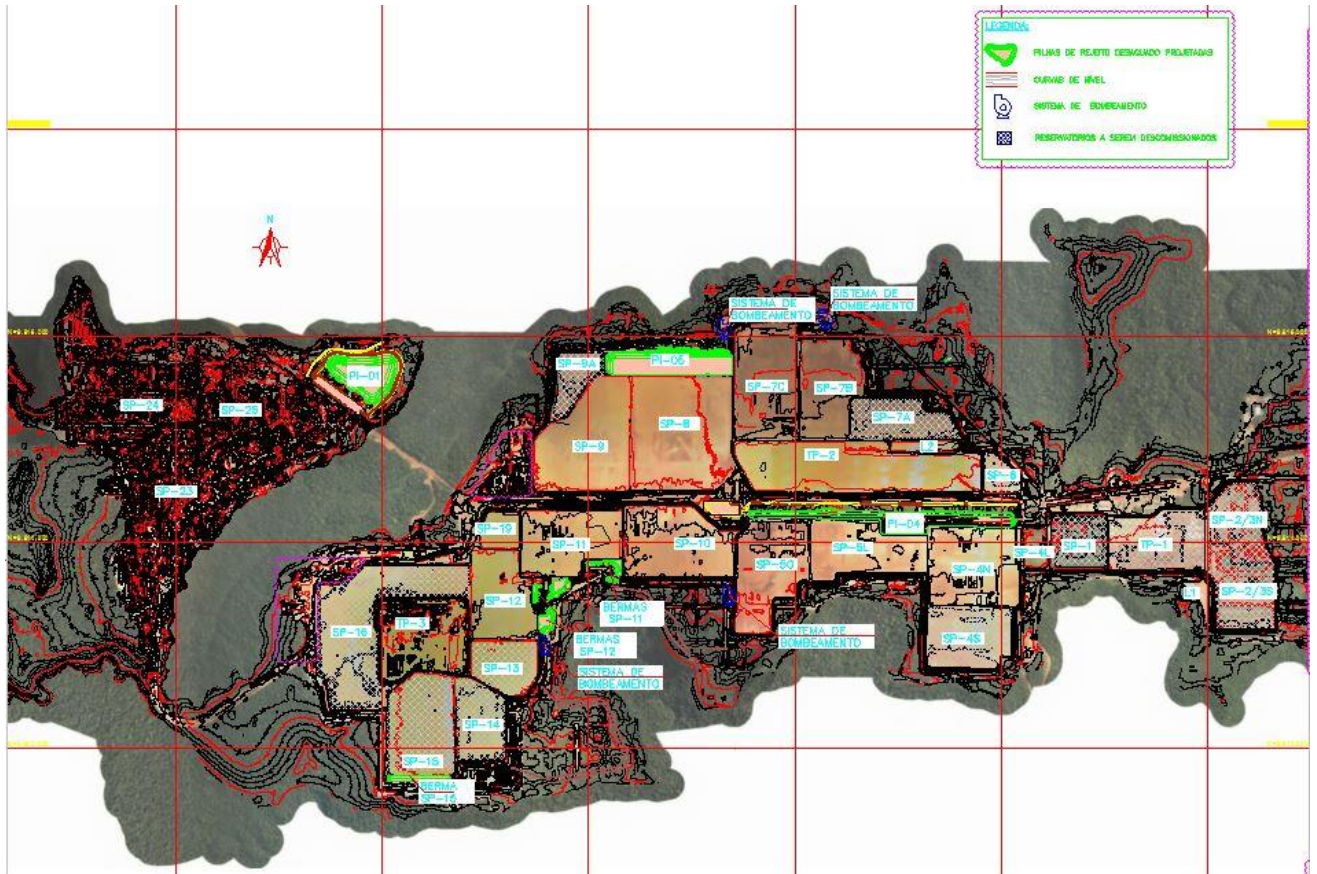 LEGENDA:
PILHAS DE REJEITO DESAGUADO PROJETADAS
CURVAS DE NÍVEL
SISTEMA DE BOMBEAMENTO
RESERVATÓRIOS A SEREM DESCOMISSIONADOS
N
SISTEMA DE
BOMBEAMENTO
SISTEMA DE
BOMBEAMENTO
SP-9A
PI-05
PI-01
SP-7C
SP-7B
SP-24
SP-25
SP-7A
SP-8
SP-9
L2
TP-2
SP-6
SP-23
SP-19
SP-11
SP-10
PI-04
SP-2/3N
SP-5L
SP-4L
SP-1
TP-1
SP-4N
SP-12
L1
SP-2/3S
BERMAS
SP-11
TP-3
SP-16
SP-4S
SISTEMA DE
BOMBEAMENTO
BERMAS
SP-12
SP-13
SISTEMA DE
BOMBEAMENTO
SP-14
SP-15
BERMA
SP-15